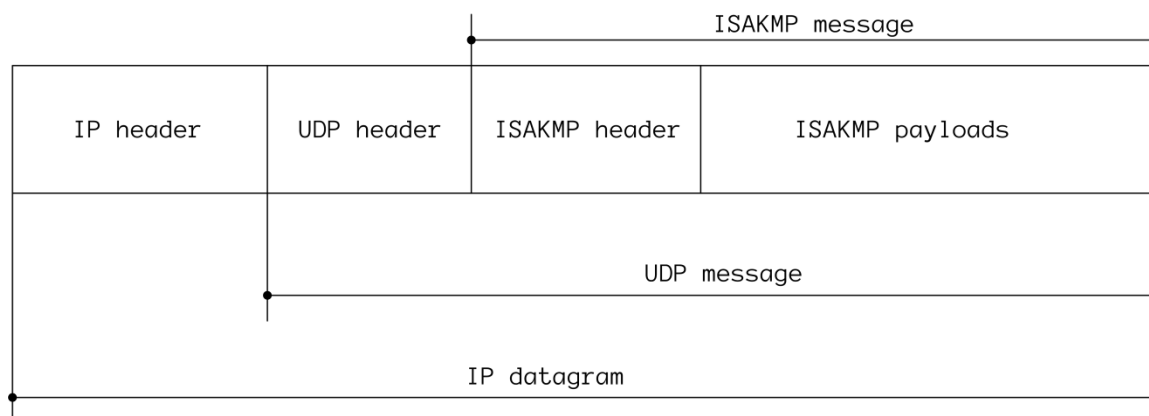 ISAKMP message
IP header UDP header ISAKMP header ISAKMP payloads
UDP message
IP datagram